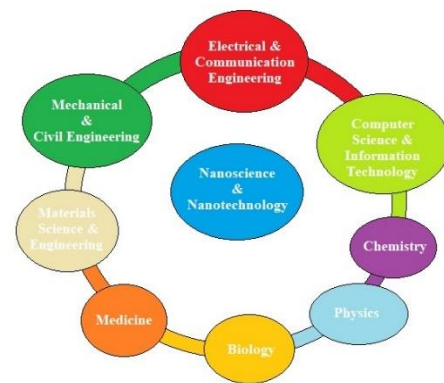 Electrical &
Communication
Engineering
Mechanical
&
Civil Engineering
Computer
Science &
Information
Technology
Nanoscience
&
Nanotechnology
Materials
Science &
Engineering
Chemistry
Medicine
Physics
Biology